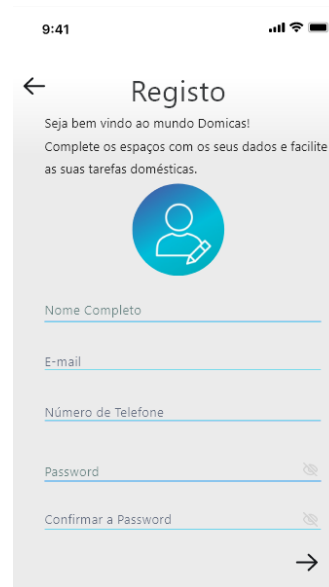 9:41
Registo
Seja bem vindo ao mundo Domicas!
Complete os espaços com os seus dados e facilite
as suas tarefas domésticas.
Nome Completo
E-mail
Número de Telefone
Password
Confirmar a Password